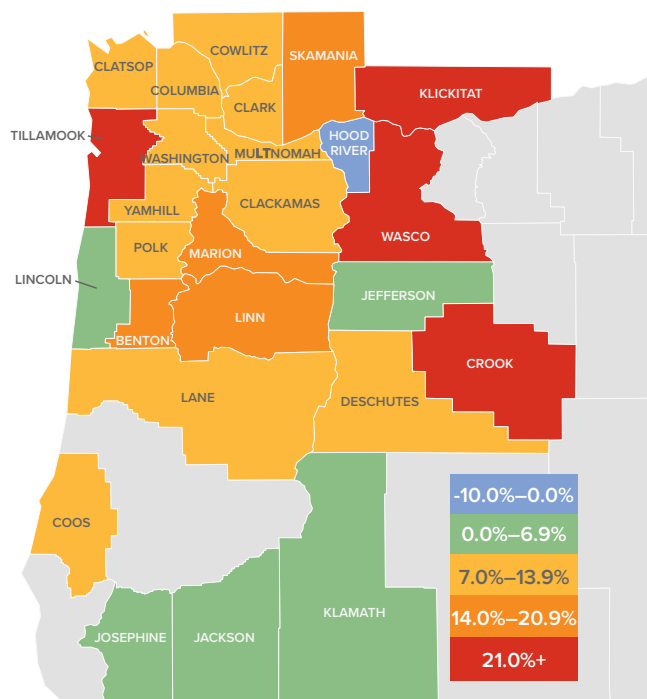 COWLITZ
SKAMANIA
CLATSOP
COLUMBIA
KLICKITAT
CLARK
TILLAMOOK
HOOD
RIVER
WASHINGTON
MULTNOMAH
CLACKAMAS
YAMHILL
WASCO
POLK
MARION
LINCOLN
JEFFERSON
LINN
BENTON
CROOK
LANE
DESCHUTES
-10.0%–0.0%
COOS
0.0%–6.9%
7.0%–13.9%
KLAMATH
14.0%–20.9%
JOSEPHINE
JACKSON
21.0%+